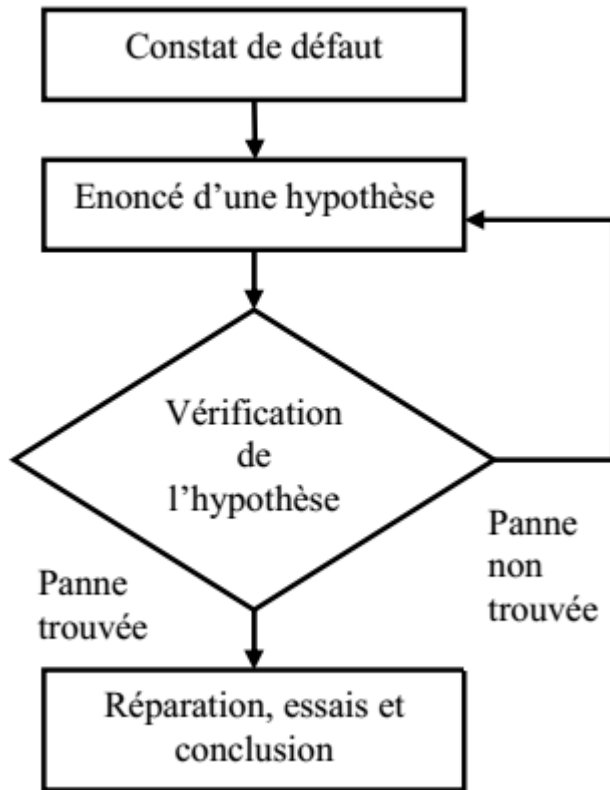 Constat de défaut
Enoncé d’une hypothèse
Vérification
de
l’hypothèse
Panne
non
trouvée
Panne
trouvée
Réparation, essais et
conclusion